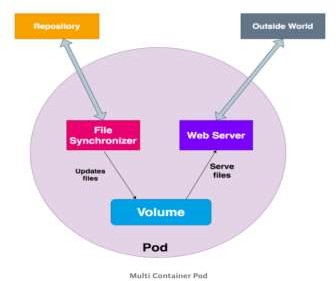 Repository
Outside World
File
Synchronizer
Web Server
Updates
files
Serve
files
Volume
Pod
Multi Container Pod